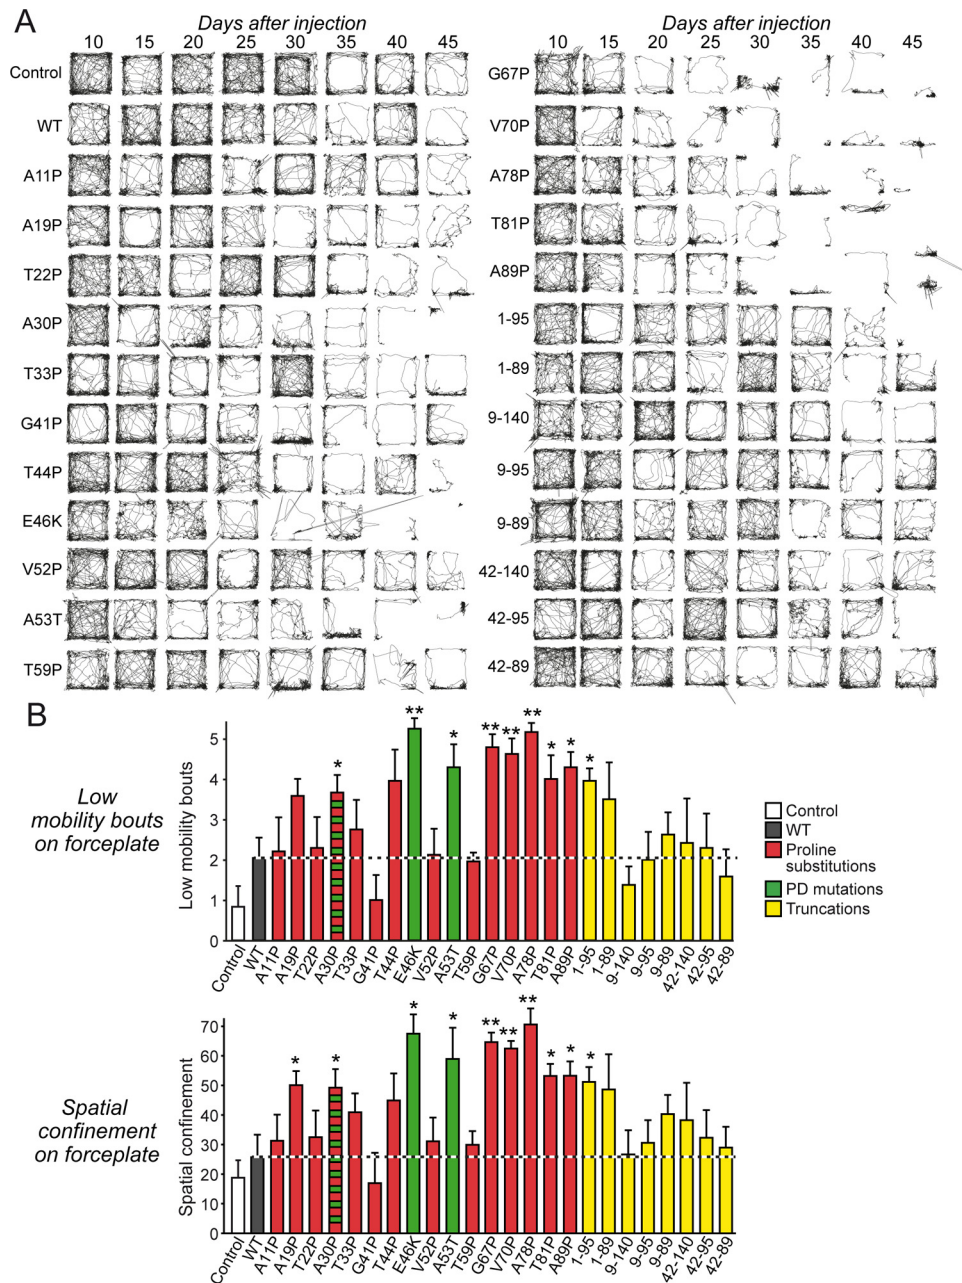 A
Days after injection
10 15 20 25 30 35 40 45
Control
WT
A11P
A19P
T22P
A30P
T33P
G41P
T44P
E46K
V52P
A53T
T59P
Days after injection
10 15 20 25 30 35 40 45
G67P
V70P
A78P
T81P
A89P
1-95
1-89
9-140
9-95
9-89
42-140
42-95
42-89
B
Low
mobility bouts
on forceplate
Low mobility bouts
5
4
3
2
1
0
** * ** ** ** * * * *
Control WT A11P A19P T22P A30P T33P G41P T44P E46K V52P A53T T59P G67P V70P A78P T81P A89P 1-95 1-89 9-140 9-95 9-89 42-140 42-95 42-89
Control
WT
Proline
substitutions
PD mutations
Truncations
Spatial
confinement
on forceplate
Spatial confinement
70
60
50
40
30
20
10
0
* * * * ** ** ** * * *
Control WT A11P A19P T22P A30P T33P G41P T44P E46K V52P A53T T59P G67P V70P A78P T81P A89P 1-95 1-89 9-140 9-95 9-89 42-140 42-95 42-89